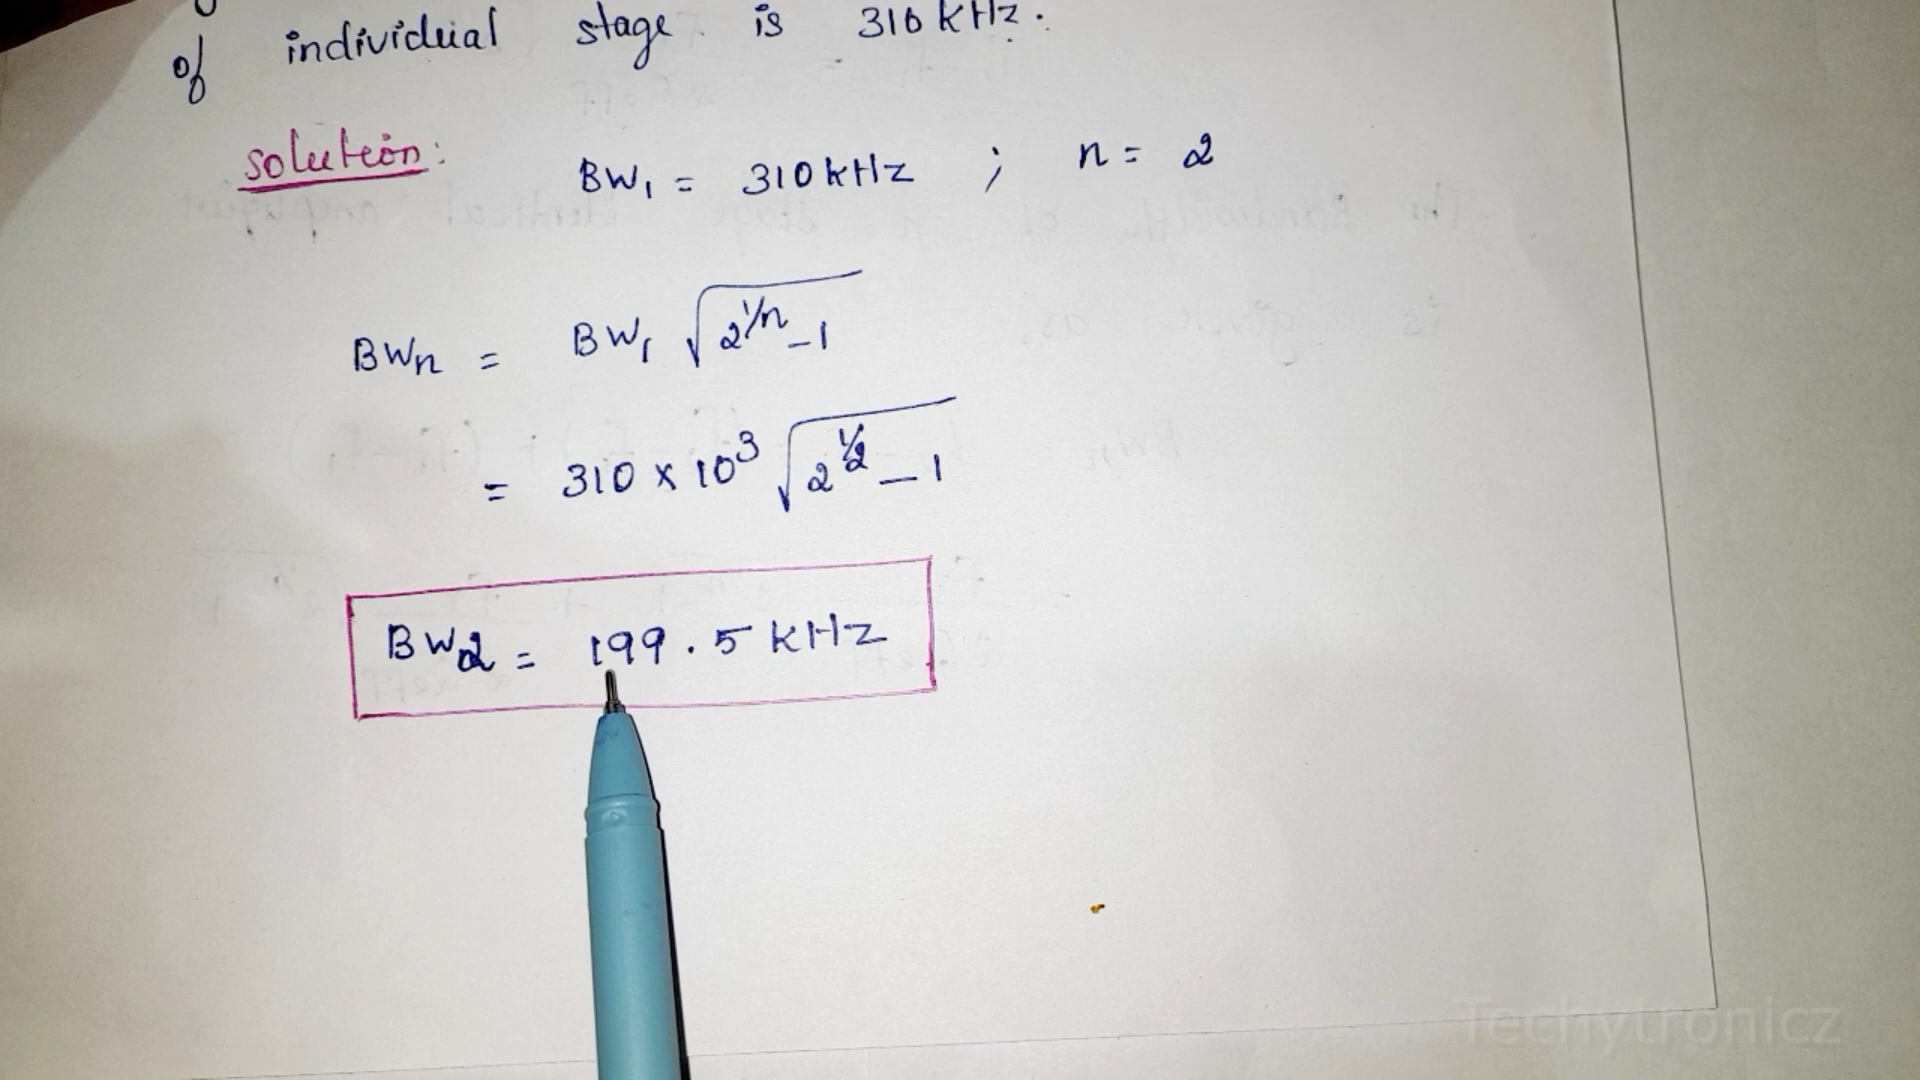 of individual stage is 310 kHz.
solution: BW₁ = 310 kHz ; n = 2
BWₙ = BW₁ √(2^(1/n) - 1)
= 310 × 10³ √(2^(1/2) - 1)
BW₂ = 199.5 kHz
Techytronicz